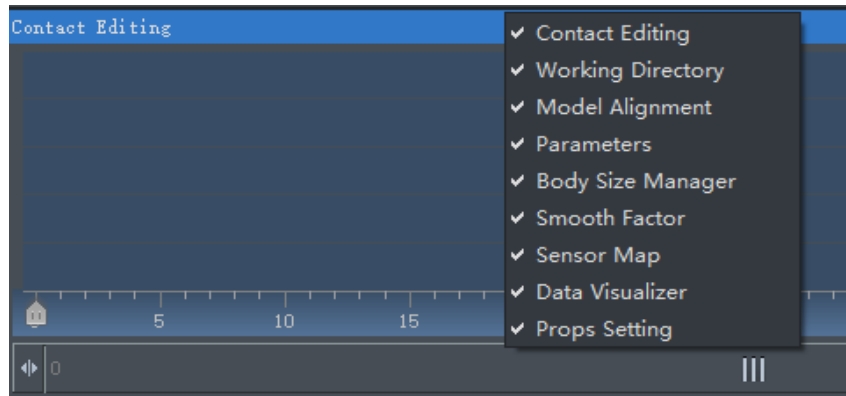 Contact Editing
Contact Editing
Working Directory
Model Alignment
Parameters
Body Size Manager
Smooth Factor
Sensor Map
Data Visualizer
Props Setting
5 10 15
0